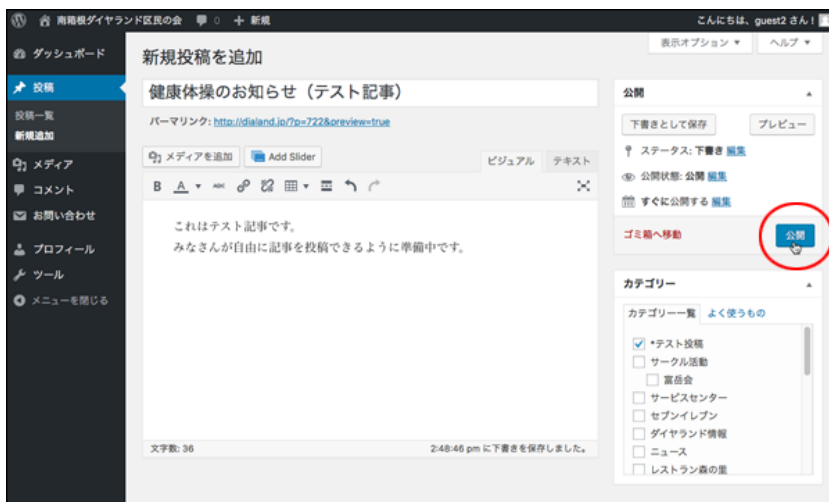 南箱根ダイヤランド区民の会 0 + 新規 こんにちは、guest2 さん！
ダッシュボード
投稿
投稿一覧
新規追加
メディア
コメント
お問い合わせ
プロフィール
ツール
メニューを閉じる
表示オプション ▼ ヘルプ ▼
新規投稿を追加
健康体操のお知らせ（テスト記事）
パーマリンク: http://dialand.jp/?p=722&preview=true
メディアを追加 Add Slider
ビジュアル テキスト
B A ABC
これはテスト記事です。
みなさんが自由に記事を投稿できるように準備中です。
文字数: 36 2:48:46 pm に下書きを保存しました。
公開
下書きとして保存 プレビュー
ステータス: 下書き 編集
公開状態: 公開 編集
すぐに公開する 編集
ゴミ箱へ移動 公開
カテゴリー
カテゴリー一覧 よく使うもの
*テスト投稿
サークル活動
富岳会
サービスセンター
セブンイレブン
ダイヤランド情報
ニュース
レストラン森の里